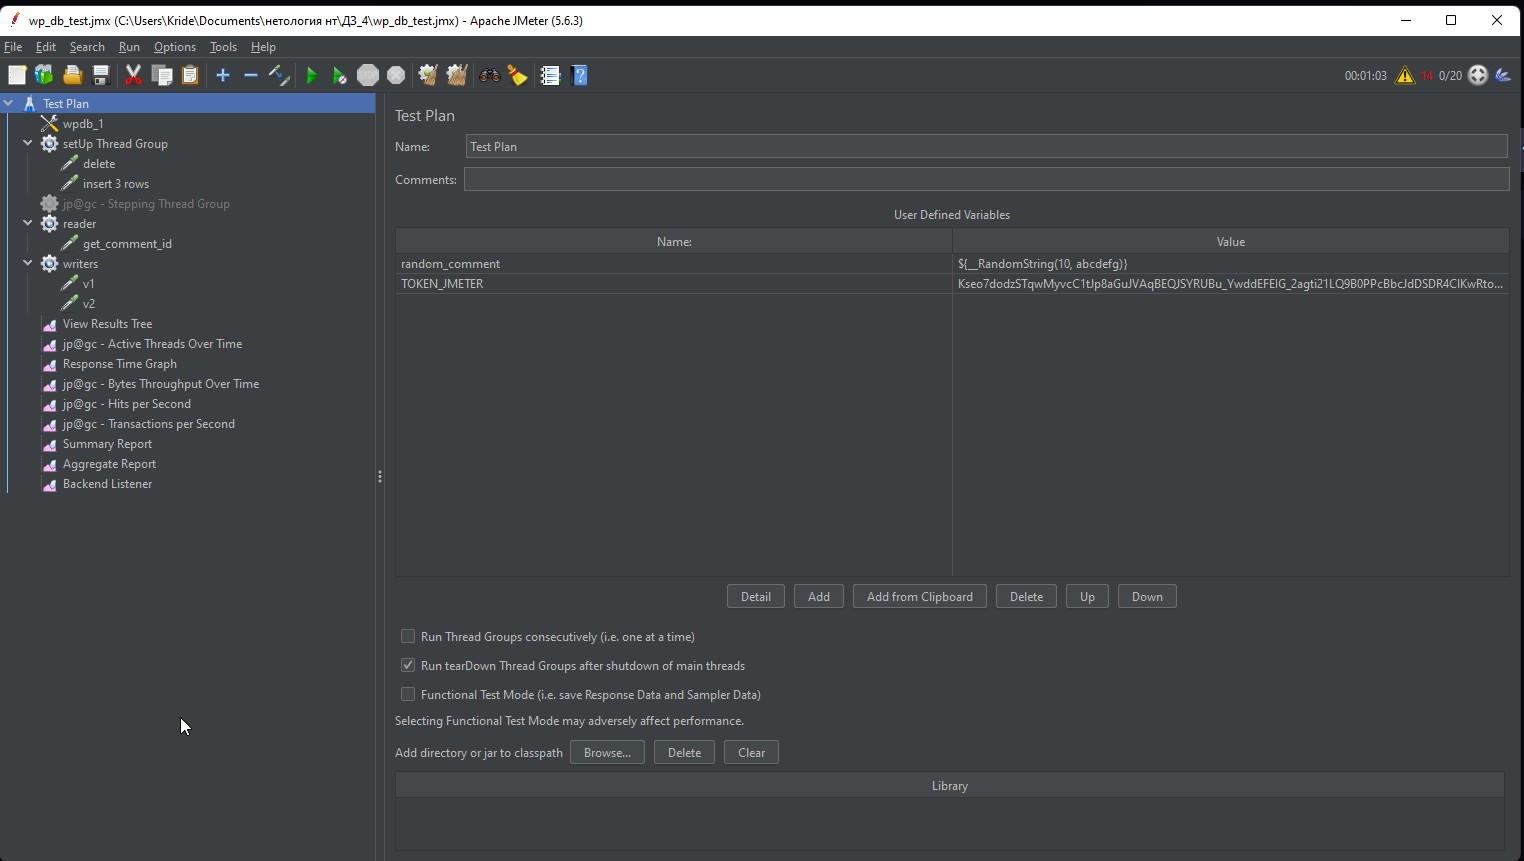 wp_db_test.jmx (C:\Users\Kride\Documents\нетология нт\ДЗ_4\wp_db_test.jmx) - Apache JMeter (5.6.3)
File Edit Search Run Options Tools Help
00:01:03 14 0/20
Test Plan
wpdb_1
setUp Thread Group
delete
insert 3 rows
jp@gc - Stepping Thread Group
reader
get_comment_id
writers
v1
v2
View Results Tree
jp@gc - Active Threads Over Time
Response Time Graph
jp@gc - Bytes Throughput Over Time
jp@gc - Hits per Second
jp@gc - Transactions per Second
Summary Report
Aggregate Report
Backend Listener
Test Plan
Name: Test Plan
Comments:
User Defined Variables
Name: Value
random_comment ${__RandomString(10, abcdefg)}
TOKEN_JMETER Kseo7dodzSTqwMyvcC1tJp8aGuJVAqBEQJSYRUBu_YwddEFEIG_2agti21LQ9B0PPcBbcJdDSDR4CIKwRto...
Detail Add Add from Clipboard Delete Up Down
Run Thread Groups consecutively (i.e. one at a time)
Run tearDown Thread Groups after shutdown of main threads
Functional Test Mode (i.e. save Response Data and Sampler Data)
Selecting Functional Test Mode may adversely affect performance.
Add directory or jar to classpath Browse... Delete Clear
Library